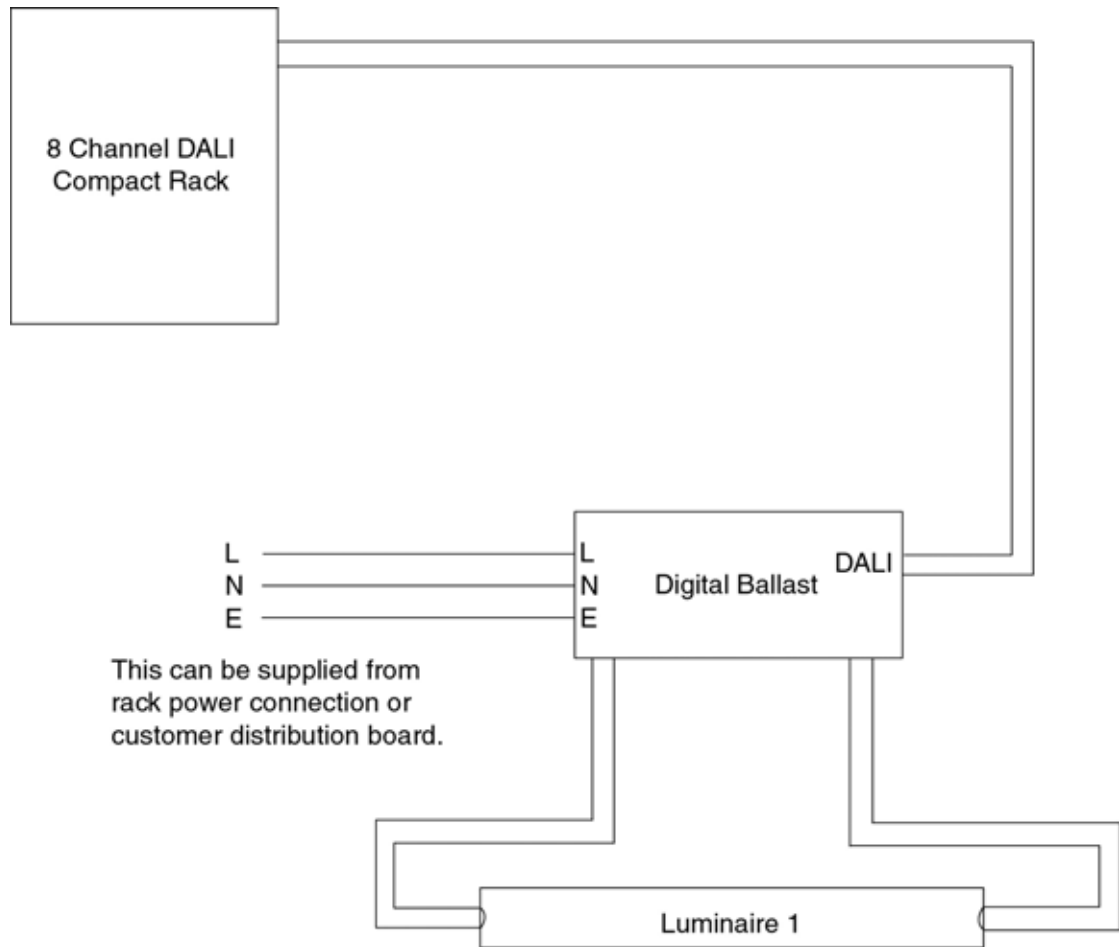 8 Channel DALI
Compact Rack
L
N
E
L
N
E
DALI
Digital Ballast
This can be supplied from
rack power connection or
customer distribution board.
Luminaire 1